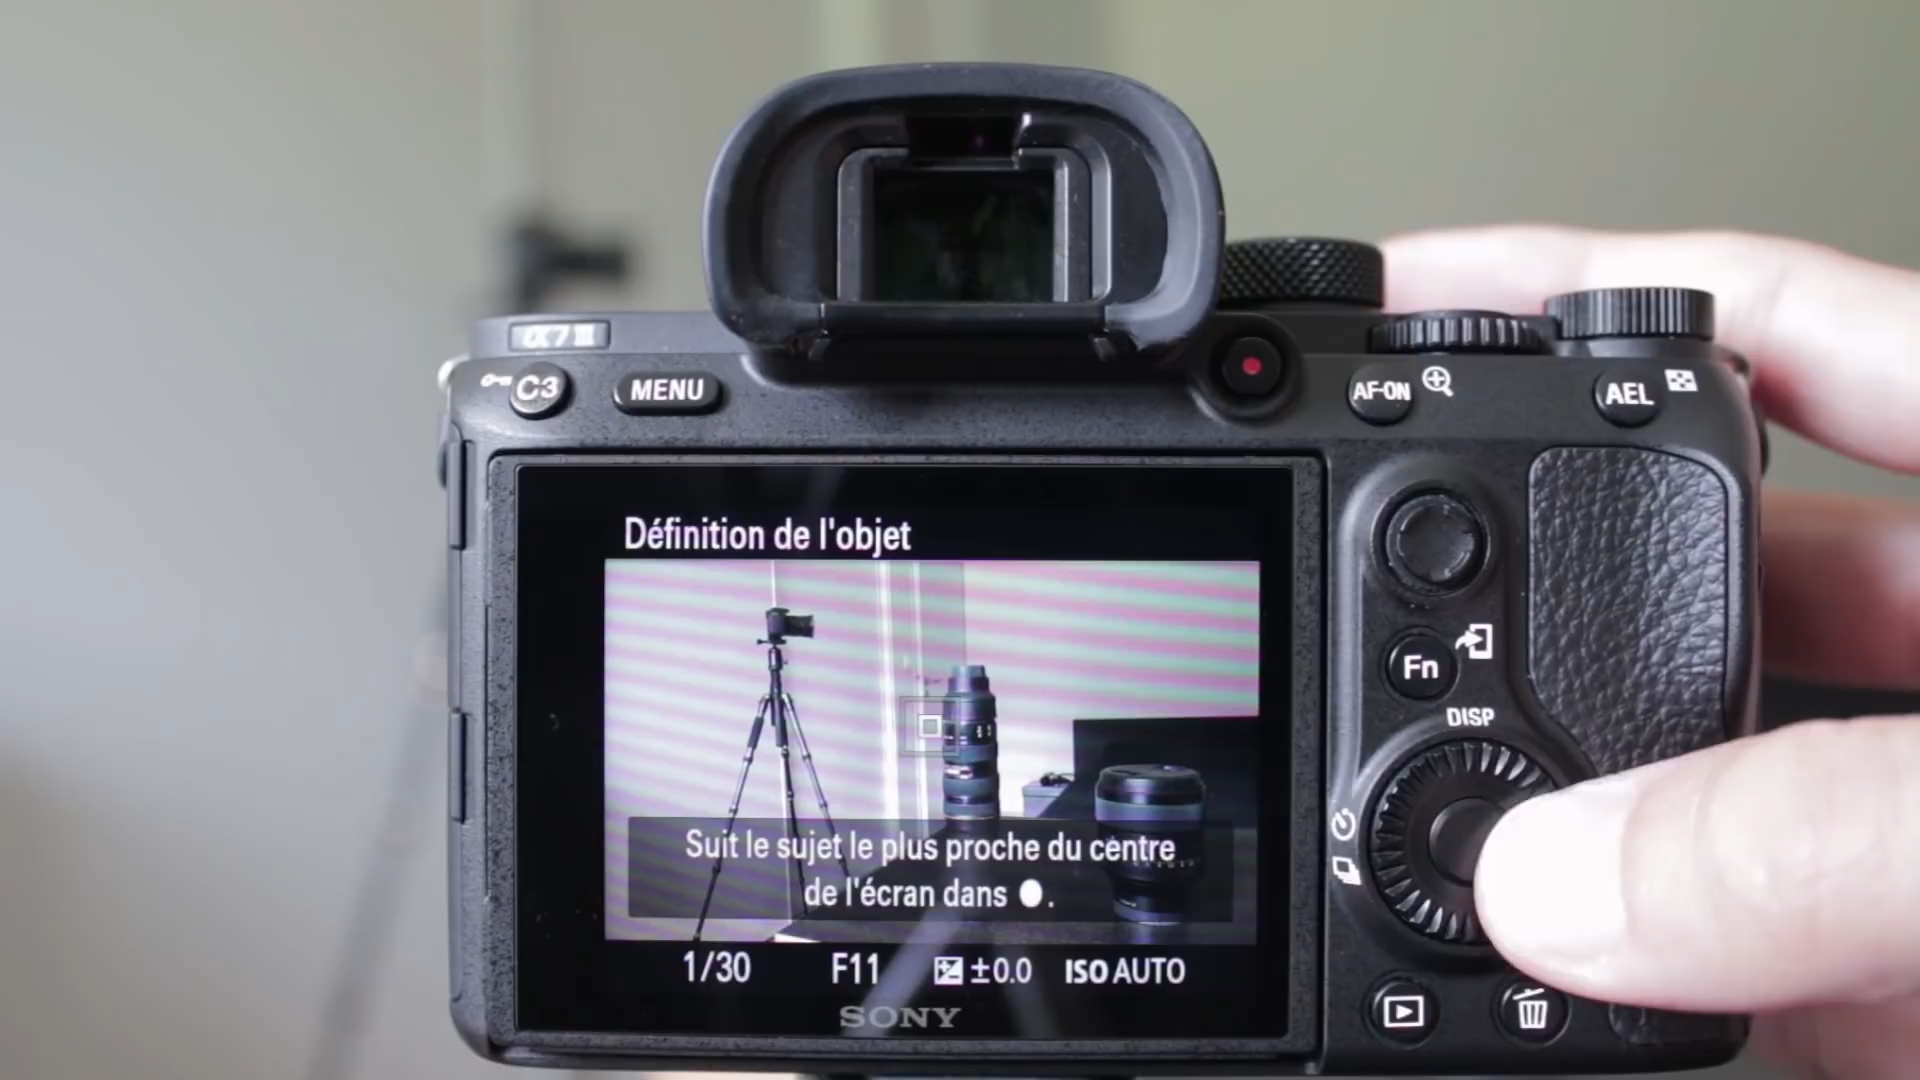 α7III
C3
MENU
AF-ON
AEL
Définition de l'objet
Fn
DISP
Suit le sujet le plus proche du centre
de l'écran dans ●.
1/30 F11 ±0.0 ISO AUTO
SONY